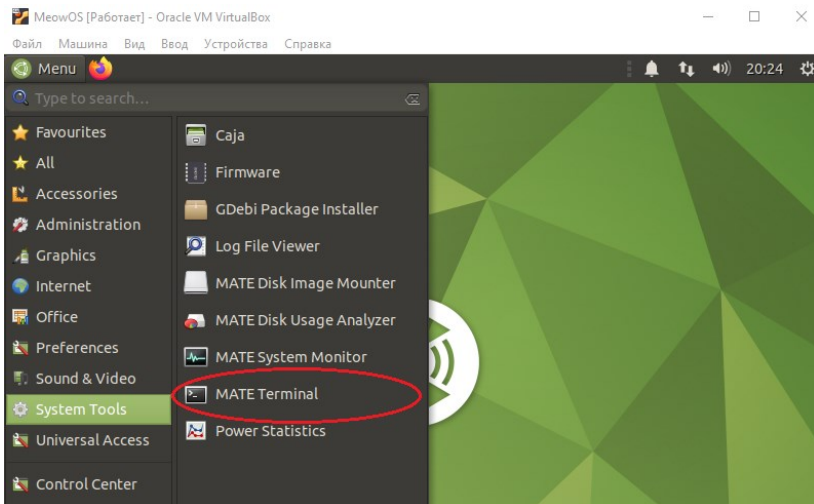 MeowOS [Работает] - Oracle VM VirtualBox
Файл Машина Вид Ввод Устройства Справка
Menu 20:24
Type to search...
Favourites
All
Accessories
Administration
Graphics
Internet
Office
Preferences
Sound & Video
System Tools
Universal Access
Control Center
Caja
Firmware
GDebi Package Installer
Log File Viewer
MATE Disk Image Mounter
MATE Disk Usage Analyzer
MATE System Monitor
MATE Terminal
Power Statistics